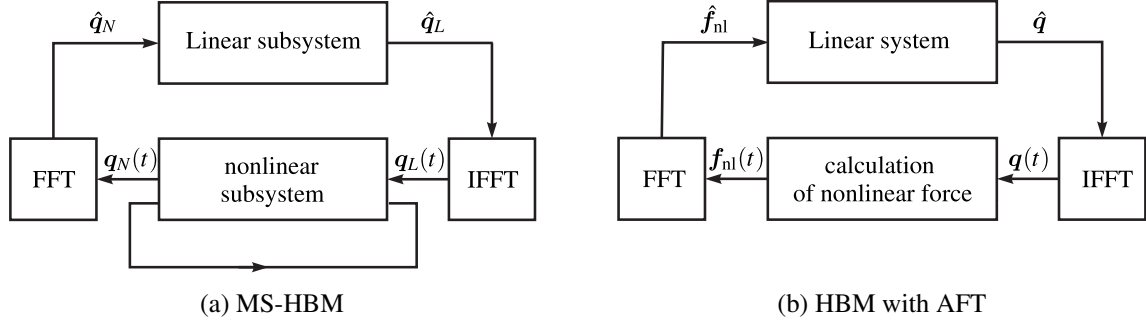 q̂_N
Linear subsystem
q̂_L
FFT
q_N(t)
nonlinear
subsystem
q_L(t)
IFFT
(a) MS-HBM
f̂_nl
Linear system
q̂
FFT
f_nl(t)
calculation
of nonlinear force
q(t)
IFFT
(b) HBM with AFT